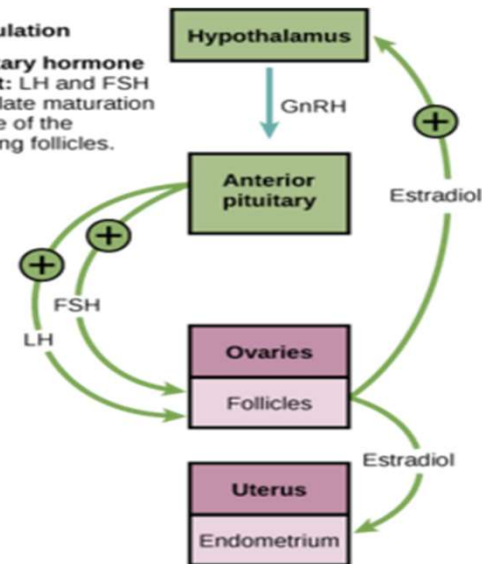 ulation
tary hormone
t: LH and FSH
late maturation
e of the
ng follicles.
Hypothalamus
GnRH
Anterior
pituitary
+
Estradiol
+
+
FSH
LH
Ovaries
Follicles
Estradiol
Uterus
Endometrium